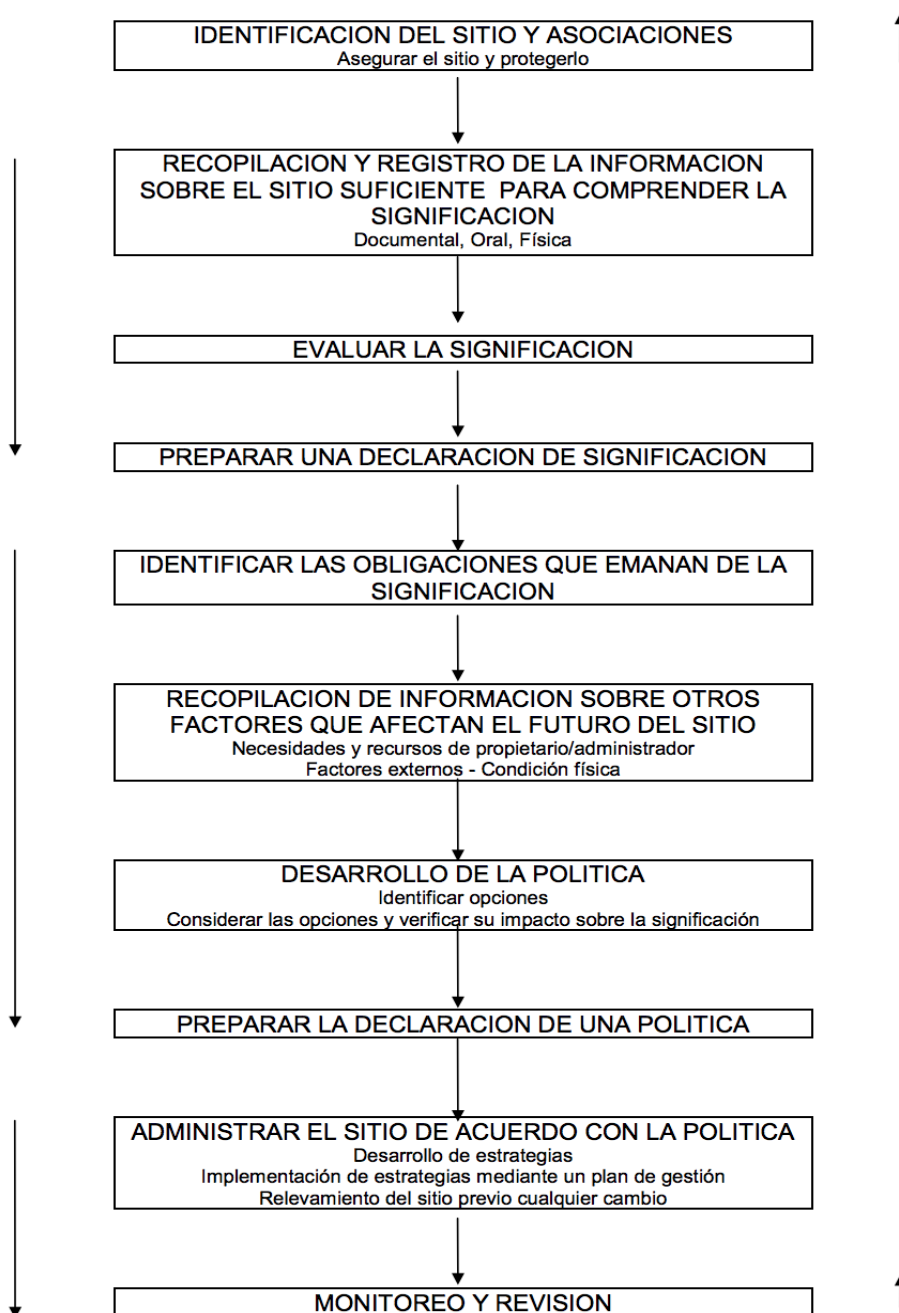 IDENTIFICACION DEL SITIO Y ASOCIACIONES
Asegurar el sitio y protegerlo
RECOPILACION Y REGISTRO DE LA INFORMACION
SOBRE EL SITIO SUFICIENTE PARA COMPRENDER LA
SIGNIFICACION
Documental, Oral, Física
EVALUAR LA SIGNIFICACION
PREPARAR UNA DECLARACION DE SIGNIFICACION
IDENTIFICAR LAS OBLIGACIONES QUE EMANAN DE LA
SIGNIFICACION
RECOPILACION DE INFORMACION SOBRE OTROS
FACTORES QUE AFECTAN EL FUTURO DEL SITIO
Necesidades y recursos de propietario/administrador
Factores externos - Condición física
DESARROLLO DE LA POLITICA
Identificar opciones
Considerar las opciones y verificar su impacto sobre la significación
PREPARAR LA DECLARACION DE UNA POLITICA
ADMINISTRAR EL SITIO DE ACUERDO CON LA POLITICA
Desarrollo de estrategias
Implementación de estrategias mediante un plan de gestión
Relevamiento del sitio previo cualquier cambio
MONITOREO Y REVISION